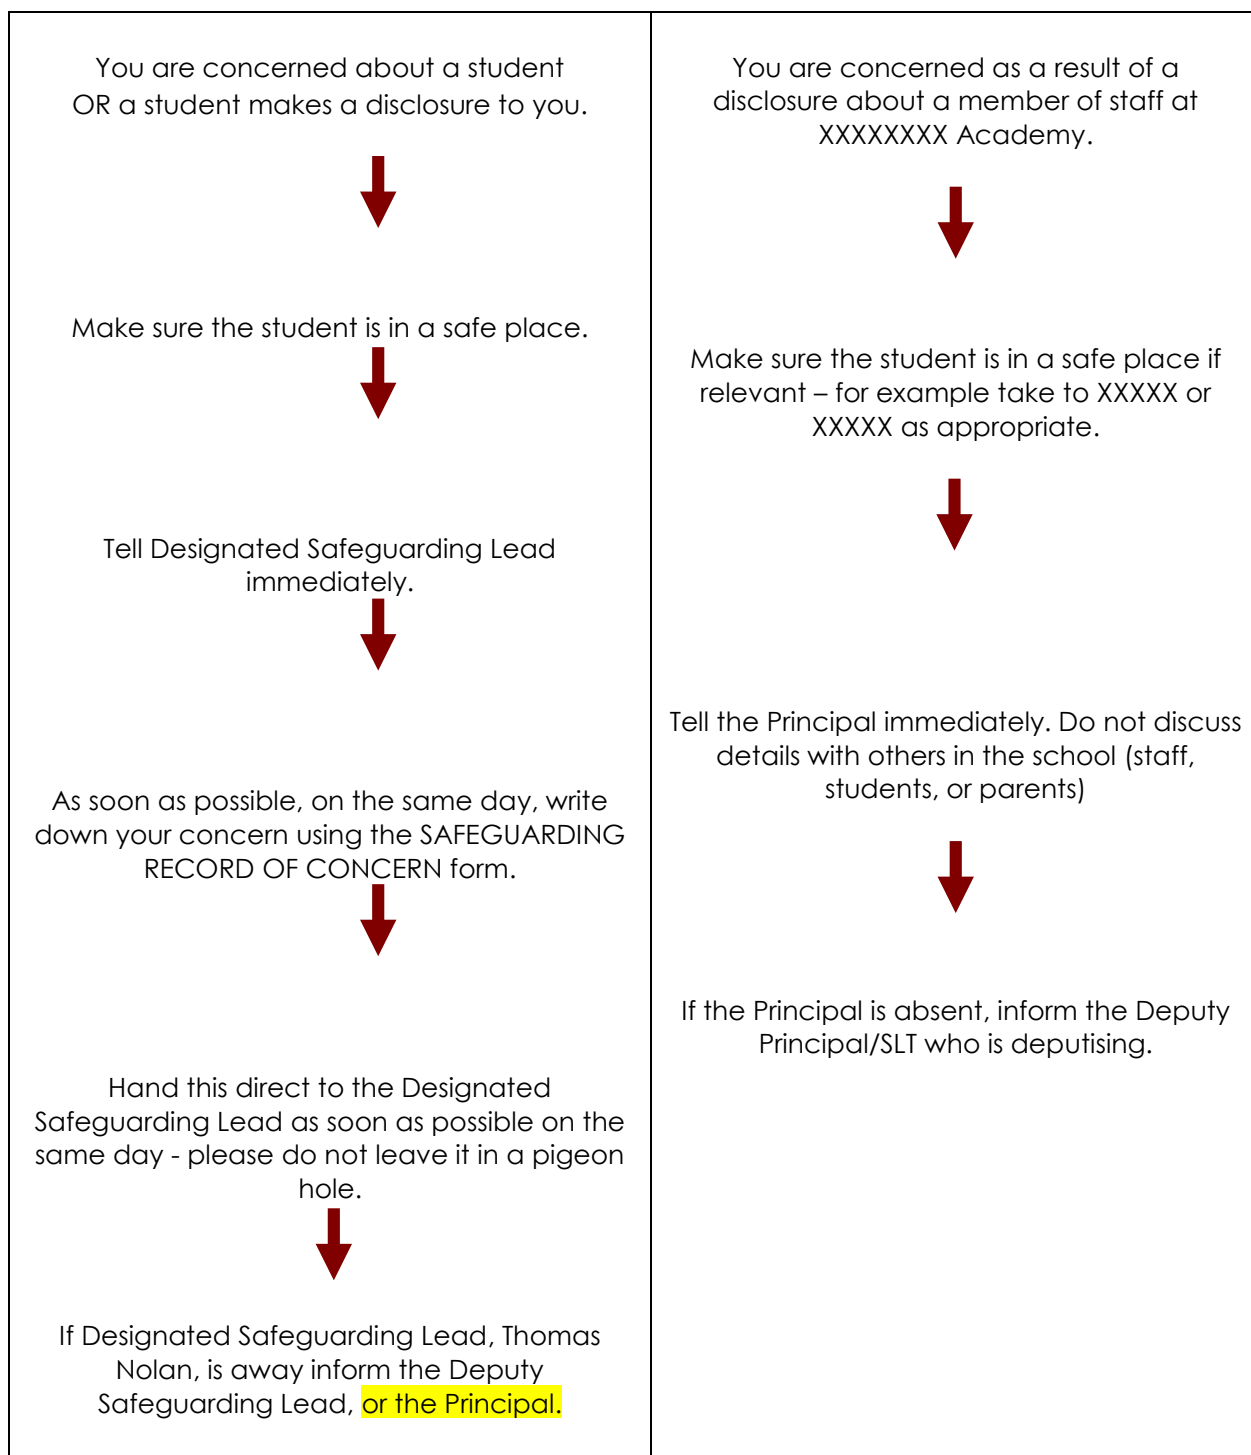 You are concerned about a student
OR a student makes a disclosure to you.
Make sure the student is in a safe place.
Tell Designated Safeguarding Lead
immediately.
As soon as possible, on the same day, write
down your concern using the SAFEGUARDING
RECORD OF CONCERN form.
Hand this direct to the Designated
Safeguarding Lead as soon as possible on the
same day - please do not leave it in a pigeon
hole.
If Designated Safeguarding Lead, Thomas
Nolan, is away inform the Deputy
Safeguarding Lead, or the Principal.
You are concerned as a result of a
disclosure about a member of staff at
XXXXXXXX Academy.
Make sure the student is in a safe place if
relevant – for example take to XXXXX or
XXXXX as appropriate.
Tell the Principal immediately. Do not discuss
details with others in the school (staff,
students, or parents)
If the Principal is absent, inform the Deputy
Principal/SLT who is deputising.